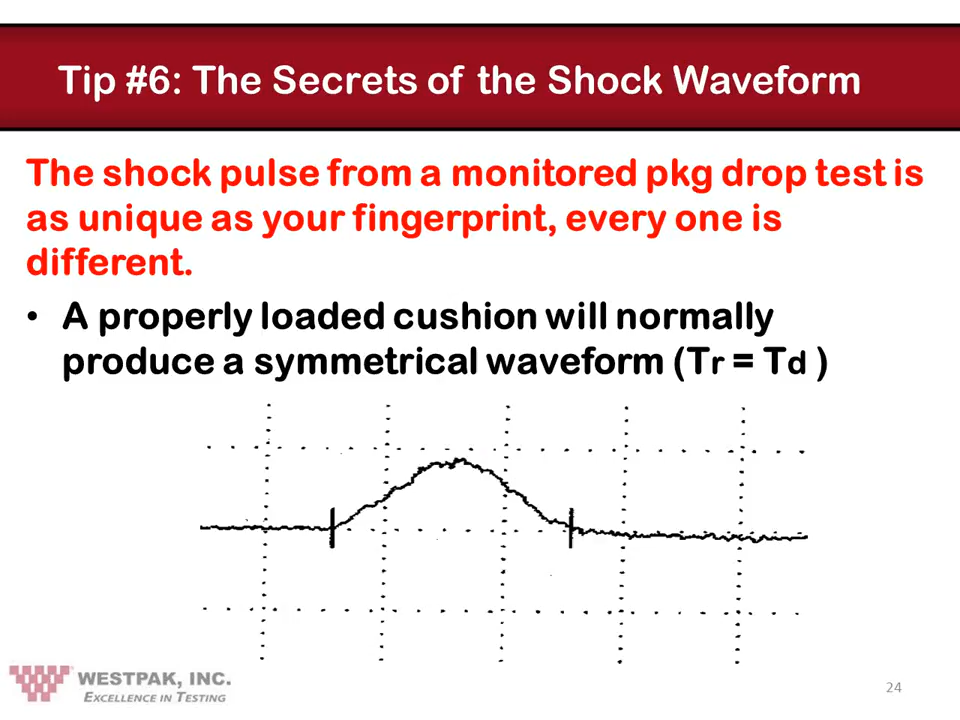 Tip #6: The Secrets of the Shock Waveform
The shock pulse from a monitored pkg drop test is
as unique as your fingerprint, every one is
different.
• A properly loaded cushion will normally
produce a symmetrical waveform (Tr = Td )
WESTPAK, INC.
EXCELLENCE IN TESTING
24